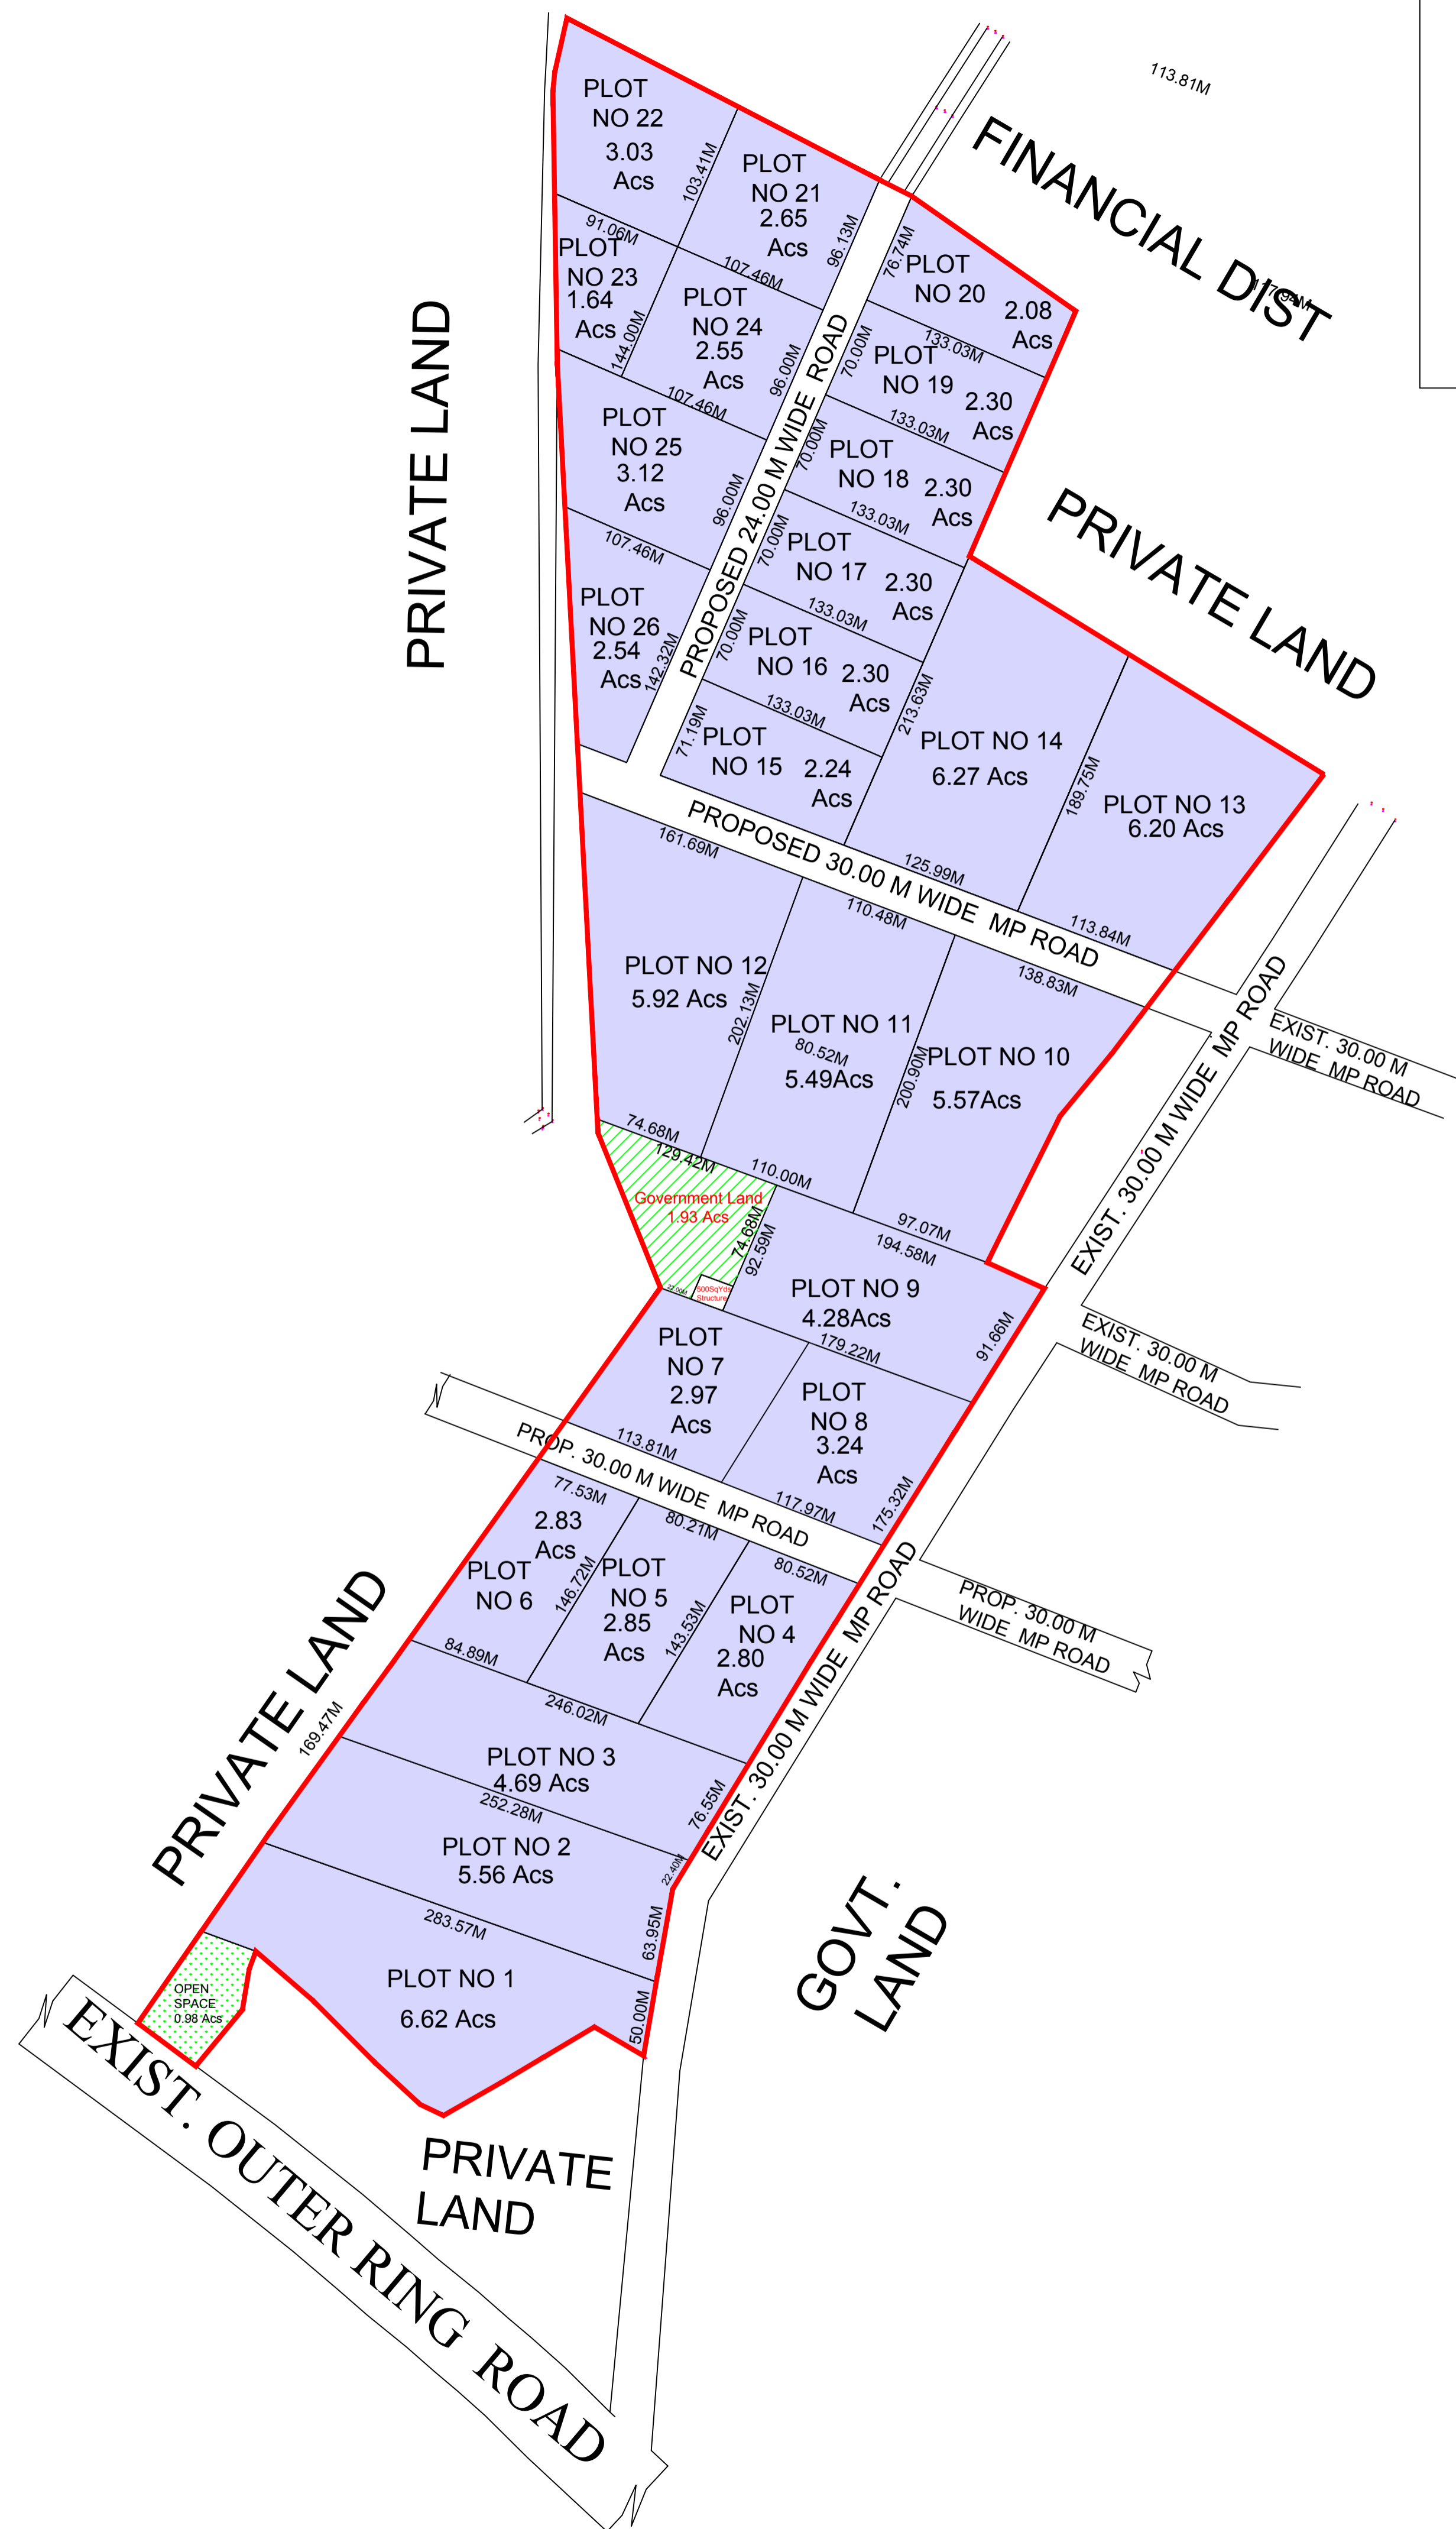 113.81M
FINANCIAL DIST
117.94M
PLOT
NO 22
3.03
Acs
103.41M
PLOT
NO 21
2.65
Acs
96.13M
76.74M
PLOT
NO 20
2.08
Acs
91.06M
107.46M
PLOT
NO 23
1.64
Acs
144.00M
PLOT
NO 24
2.55
Acs
96.00M
70.00M
133.03M
PLOT
NO 19
2.30
Acs
107.46M
133.03M
PRIVATE LAND
PROPOSED 24.00 M WIDE ROAD
PLOT
NO 25
3.12
Acs
96.00M
70.00M
PLOT
NO 18
2.30
Acs
133.03M
PRIVATE LAND
107.46M
70.00M
PLOT
NO 17
2.30
Acs
133.03M
PLOT
NO 26
2.54
Acs
142.32M
70.00M
PLOT
NO 16
2.30
Acs
133.03M
213.63M
71.19M
PLOT
NO 15
2.24
Acs
PLOT NO 14
6.27 Acs
189.75M
PLOT NO 13
6.20 Acs
PROPOSED 30.00 M WIDE MP ROAD
161.69M
125.99M
110.48M
113.84M
138.83M
PLOT NO 12
5.92 Acs
202.13M
PLOT NO 11
80.52M
5.49Acs
200.90M
PLOT NO 10
5.57Acs
EXIST. 30.00 M WIDE MP ROAD
EXIST. 30.00 M
WIDE MP ROAD
74.68M
129.42M
110.00M
97.07M
194.58M
Government Land
1.93 Acs
74.68M
92.59M
22.00M
500SqYds
Structure
PLOT NO 9
4.28Acs
179.22M
91.66M
EXIST. 30.00 M
WIDE MP ROAD
PLOT
NO 7
2.97
Acs
PLOT
NO 8
3.24
Acs
113.81M
117.97M
175.32M
PROP. 30.00 M WIDE MP ROAD
77.53M
80.21M
80.52M
2.83
Acs
PLOT
NO 6
146.72M
PLOT
NO 5
2.85
Acs
143.53M
PLOT
NO 4
2.80
Acs
PROP. 30.00 M
WIDE MP ROAD
EXIST. 30.00 M WIDE MP ROAD
84.89M
246.02M
PRIVATE LAND
169.47M
PLOT NO 3
4.69 Acs
76.55M
252.28M
PLOT NO 2
5.56 Acs
22.40M
283.57M
63.95M
GOVT.
LAND
PLOT NO 1
6.62 Acs
50.00M
OPEN
SPACE
0.98 Acs
EXIST. OUTER RING ROAD
PRIVATE
LAND